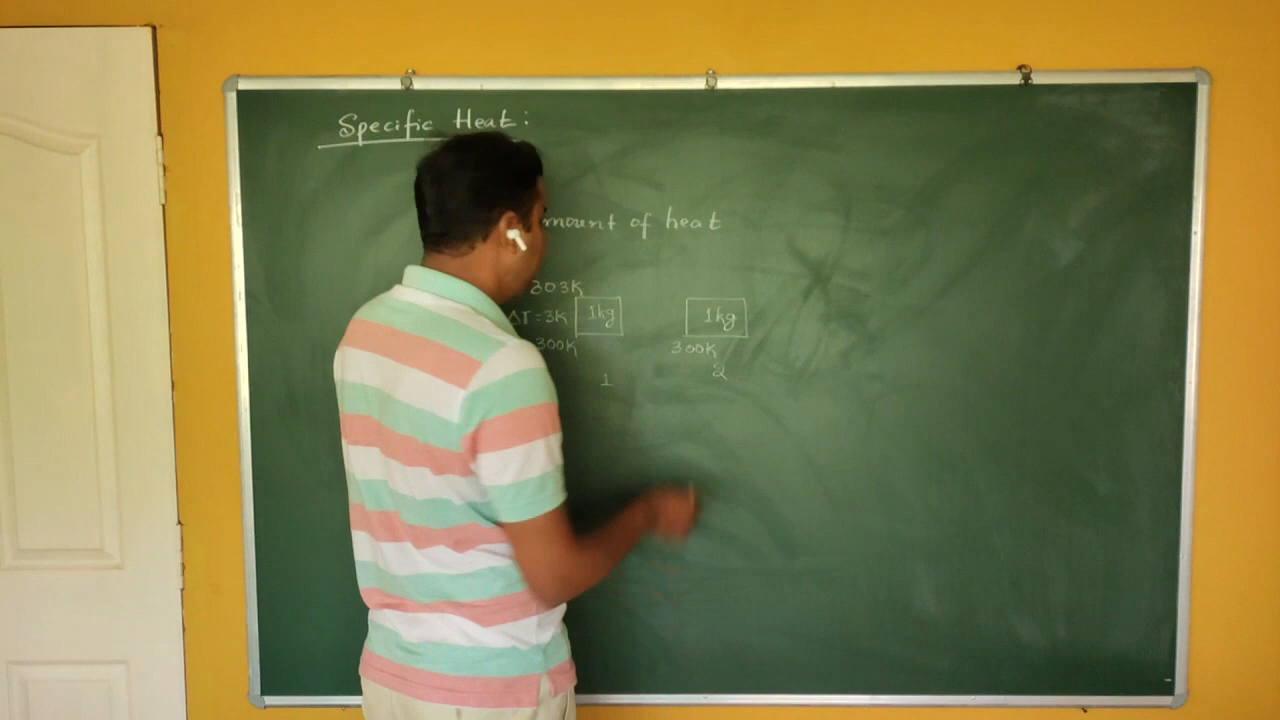 Specific Heat:
mount of heat
303K
ΔT=3K 1kg 1kg
300K 300K
1 2